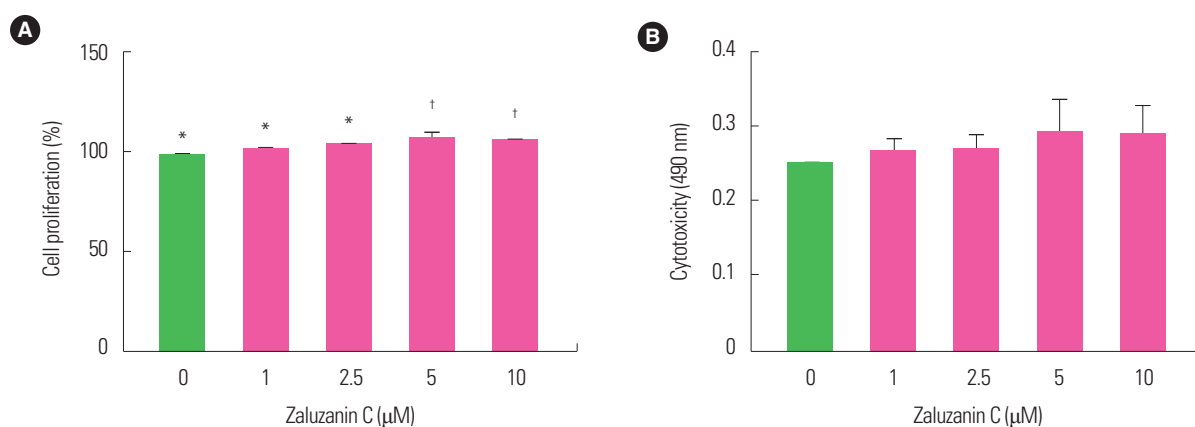 A
150
100
50
0
Cell proliferation (%)
* * * † †
0 1 2.5 5 10
Zaluzanin C (μM)
B
0.4
0.3
0.2
0.1
0
Cytotoxicity (490 nm)
0 1 2.5 5 10
Zaluzanin C (μM)